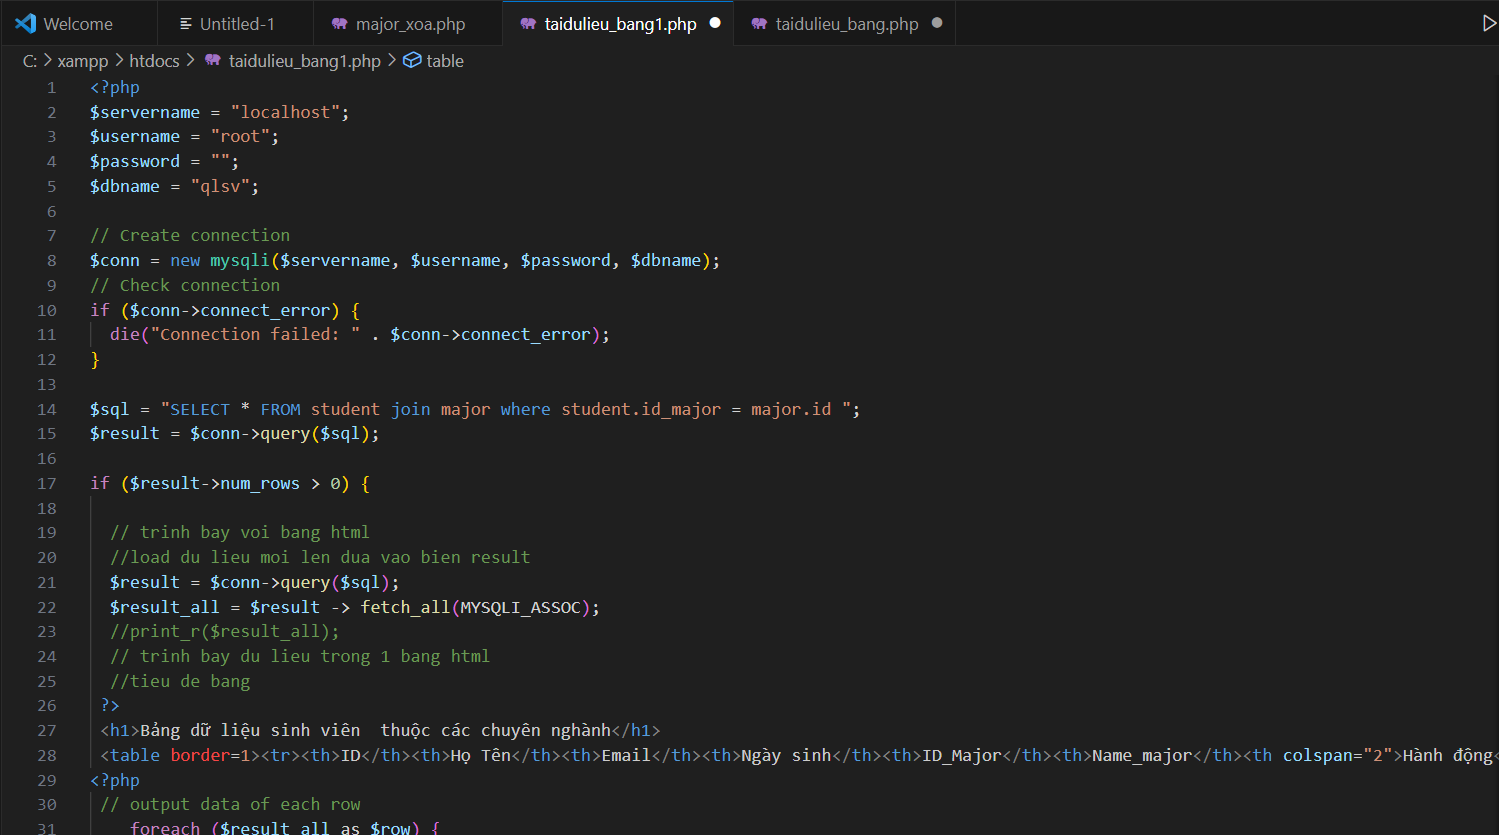 Welcome
Untitled-1
major_xoa.php
taidulieu_bang1.php
taidulieu_bang.php
C: > xampp > htdocs > taidulieu_bang1.php > table
1 <?php
2 $servername = "localhost";
3 $username = "root";
4 $password = "";
5 $dbname = "qlsv";
6
7 // Create connection
8 $conn = new mysqli($servername, $username, $password, $dbname);
9 // Check connection
10 if ($conn->connect_error) {
11 die("Connection failed: " . $conn->connect_error);
12 }
13
14 $sql = "SELECT * FROM student join major where student.id_major = major.id ";
15 $result = $conn->query($sql);
16
17 if ($result->num_rows > 0) {
18
19 // trinh bay voi bang html
20 //load du lieu moi len dua vao bien result
21 $result = $conn->query($sql);
22 $result_all = $result -> fetch_all(MYSQLI_ASSOC);
23 //print_r($result_all);
24 // trinh bay du lieu trong 1 bang html
25 //tieu de bang
26 ?>
27 <h1>Bảng dữ liệu sinh viên  thuộc các chuyên nghành</h1>
28 <table border=1><tr><th>ID</th><th>Họ Tên</th><th>Email</th><th>Ngày sinh</th><th>ID_Major</th><th>Name_major</th><th colspan="2">Hành động<
29 <?php
30 // output data of each row
31 foreach ($result_all as $row) {